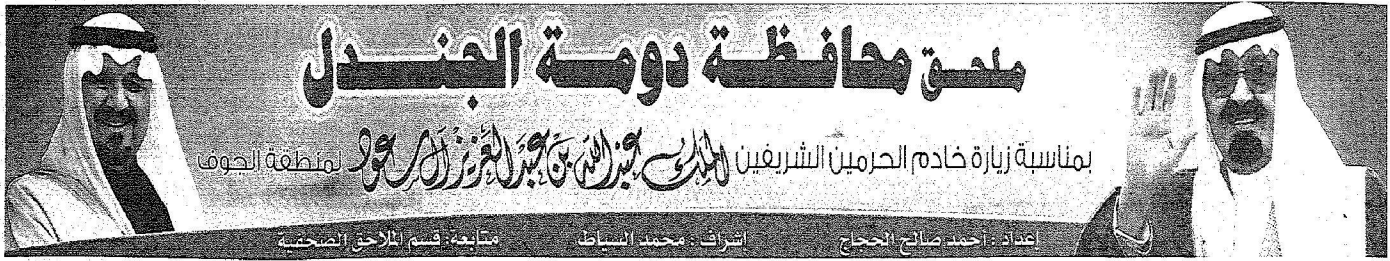 ملحق محافظة دومة الجندل
بمناسبة زيارة خادم الحرمين الشريفين الملك عبدالله بن عبدالعزيز آل سعود لمنطقة الجوف
إعداد : أحمد صالح الحجاج اشراف : محمد السياط متابعة: قسم الملاحق الصحفية